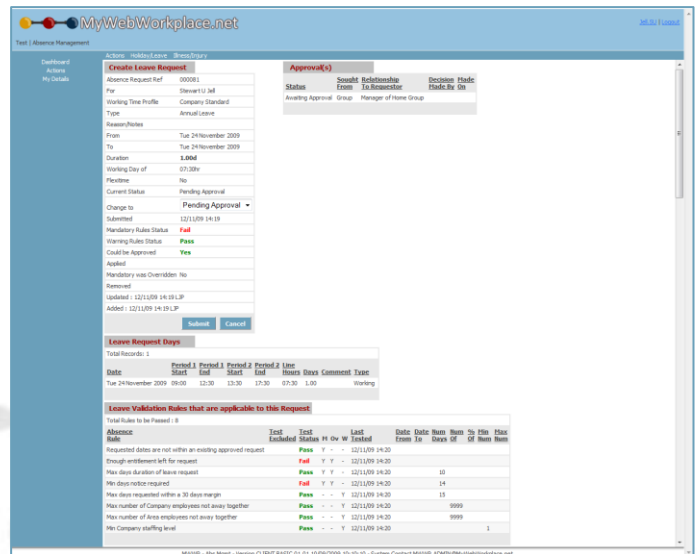 MyWebWorkplace.net
Jell, SU | Logout
Test | Absence Management
Actions Holiday/Leave Illness/Injury
Dashboard
Actions
My Details
Create Leave Request
Absence Request Ref 000081
For Stewart U Jell
Working Time Profile Company Standard
Type Annual Leave
Reason/Notes
From Tue 24 November 2009
To Tue 24 November 2009
Duration 1.00d
Working Day of 07:30hr
Flexitime No
Current Status Pending Approval
Change to Pending Approval
Submitted 12/11/09 14:19
Mandatory Rules Status Fail
Warning Rules Status Pass
Could be Approved Yes
Applied
Mandatory was Overridden No
Removed
Updated : 12/11/09 14:19 LJP
Added : 12/11/09 14:19 LJP
Submit Cancel
Approval(s)
Status Sought From Relationship To Requestor Decision Made By Made On
Awaiting Approval Group Manager of Home Group
Leave Request Days
Total Records: 1
Date Period 1 Start Period 1 End Period 2 Start Period 2 End Line Hours Days Comment Type
Tue 24 November 2009 09:00 12:30 13:30 17:30 07:30 1.00 Working
Leave Validation Rules that are applicable to this Request
Total Rules to be Passed : 8
Absence Rule Test Excluded Test Status M Ov W Last Tested Date From Date To Num Days Num Of % Of Min Num Max Num
Requested dates are not within an existing approved request Pass Y - - 12/11/09 14:20
Enough entitlement left for request Fail Y Y - 12/11/09 14:20
Max days duration of leave request Pass Y Y - 12/11/09 14:20 10
Min days notice required Fail Y Y - 12/11/09 14:20 14
Max days requested within a 30 days margin Pass - - Y 12/11/09 14:20 15
Max number of Company employees not away together Pass - - Y 12/11/09 14:20 9999
Max number of Area employees not away together Pass - - Y 12/11/09 14:20 9999
Min Company staffing level Pass - - Y 12/11/09 14:20 1